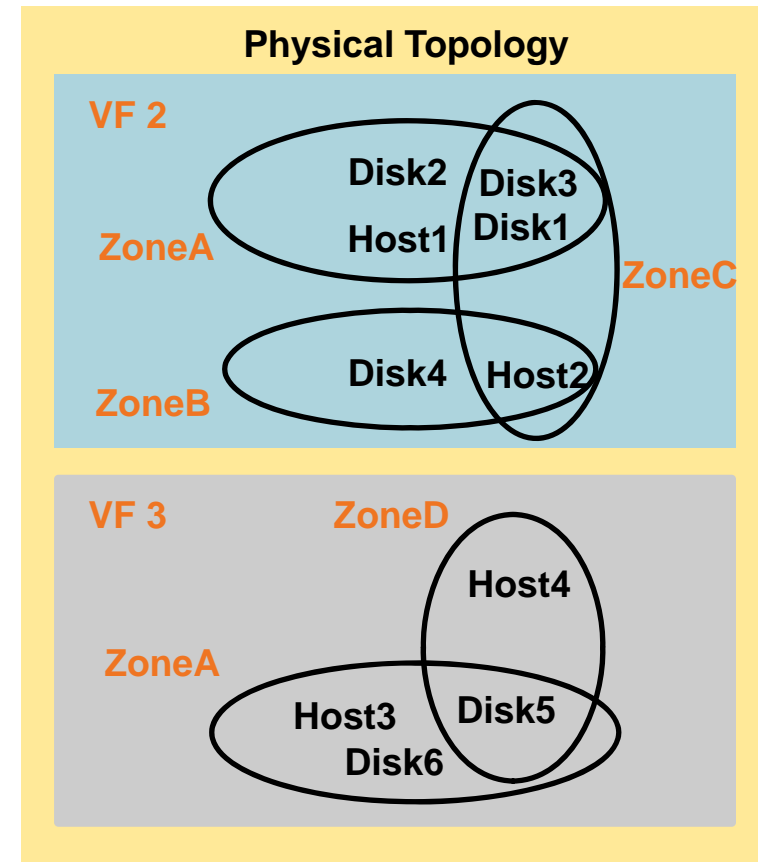 Physical Topology
VF 2
Disk2
Disk3
Disk1
Host1
ZoneA
ZoneC
Disk4
Host2
ZoneB
VF 3
ZoneD
Host4
ZoneA
Host3
Disk5
Disk6